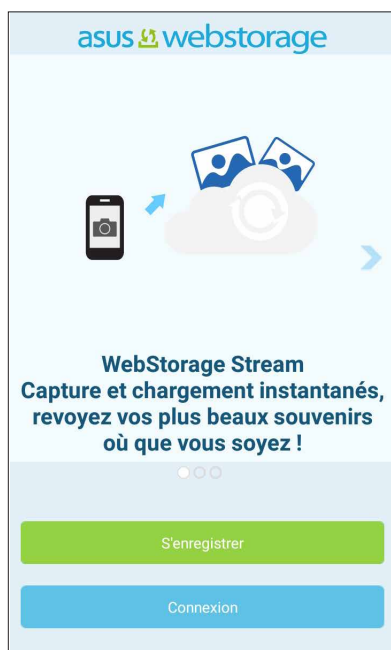 asus webstorage
WebStorage Stream
Capture et chargement instantanés,
revoyez vos plus beaux souvenirs
où que vous soyez !
S'enregistrer
Connexion